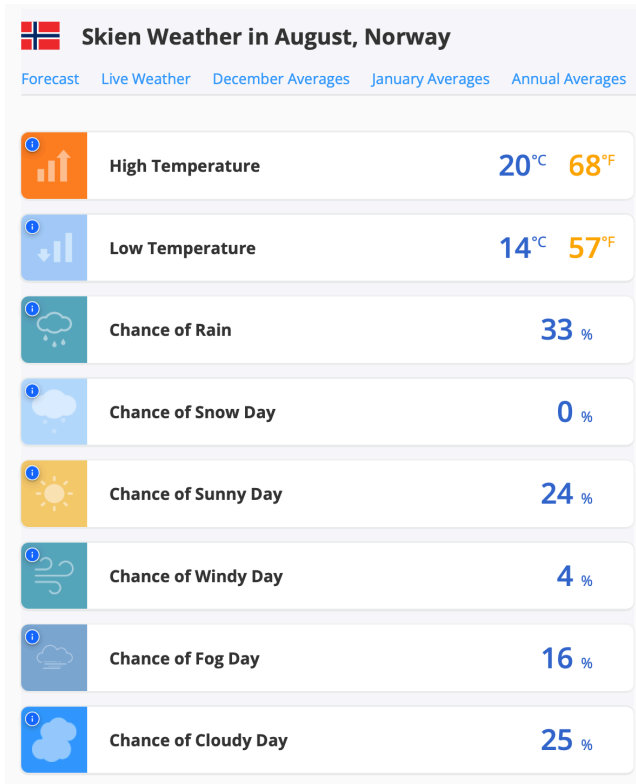 Skien Weather in August, Norway
Forecast Live Weather December Averages January Averages Annual Averages
High Temperature 20°C 68°F
Low Temperature 14°C 57°F
Chance of Rain 33 %
Chance of Snow Day 0 %
Chance of Sunny Day 24 %
Chance of Windy Day 4 %
Chance of Fog Day 16 %
Chance of Cloudy Day 25 %